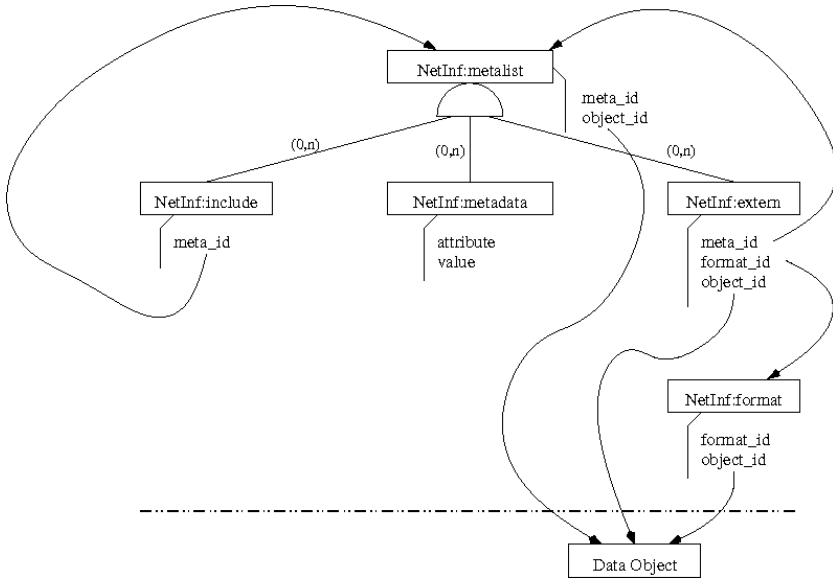 NetInf:metalist
meta_id
object_id
(0,n)
(0,n)
(0,n)
NetInf:include
NetInf:metadata
NetInf:extern
meta_id
attribute
value
meta_id
format_id
object_id
NetInf:format
format_id
object_id
Data Object